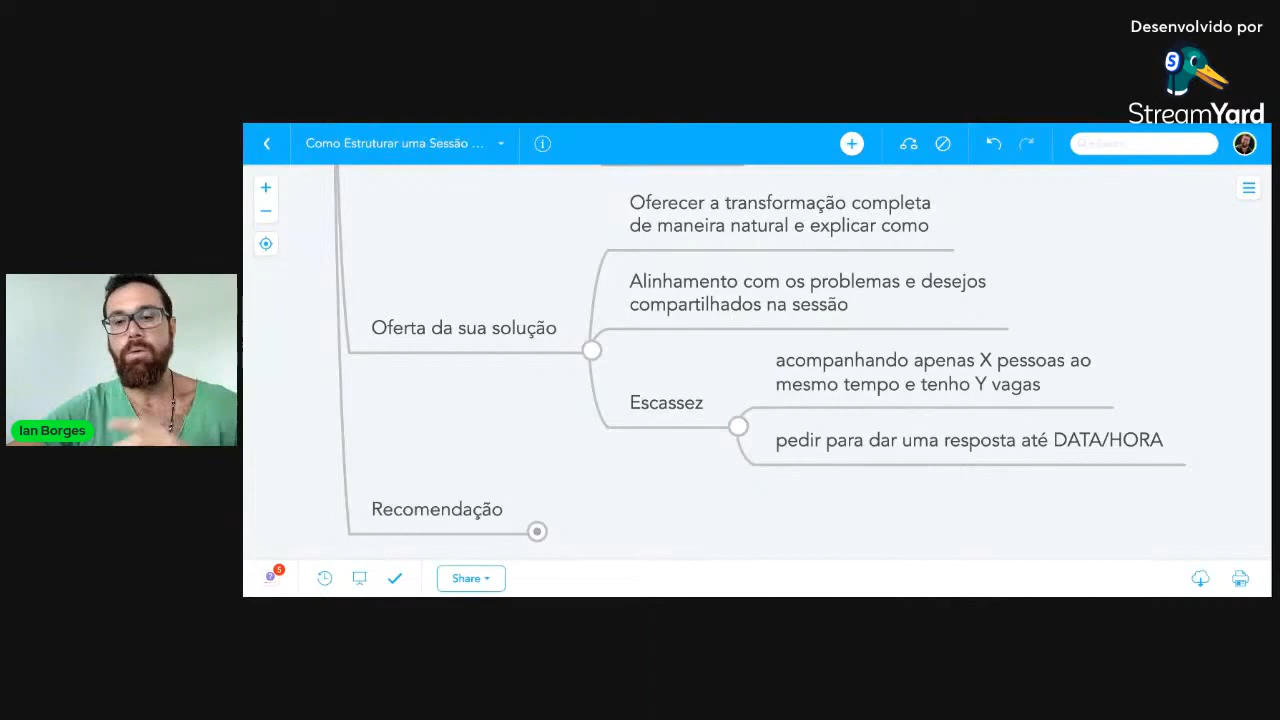 Desenvolvido por
StreamYard
Como Estruturar uma Sessão ...
Oferecer a transformação completa
de maneira natural e explicar como
Alinhamento com os problemas e desejos
compartilhados na sessão
Oferta da sua solução
acompanhando apenas X pessoas ao
mesmo tempo e tenho Y vagas
Escassez
pedir para dar uma resposta até DATA/HORA
Ian Borges
Recomendação
5
Share